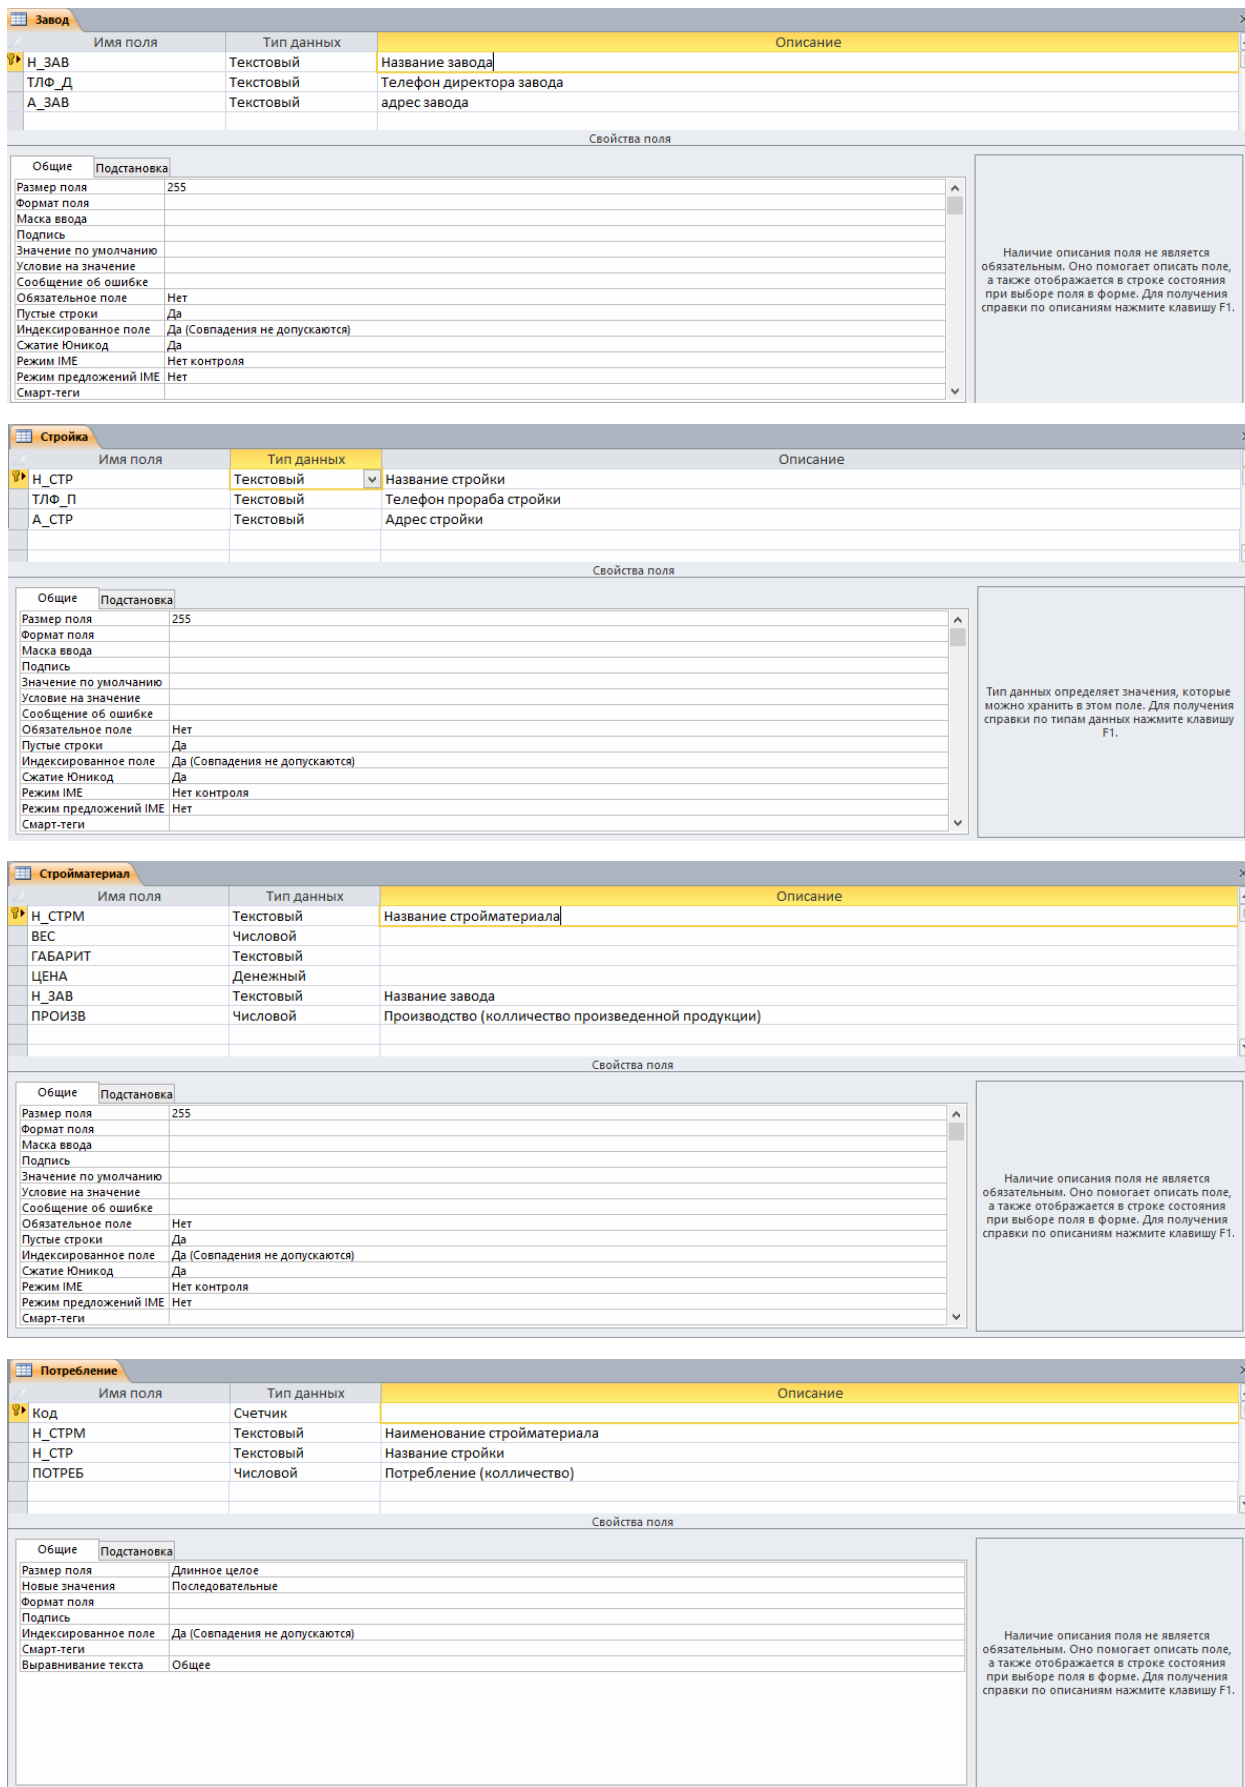 Завод
Имя поля Тип данных Описание
Н_ЗАВ Текстовый Название завода
ТЛФ_Д Текстовый Телефон директора завода
А_ЗАВ Текстовый адрес завода
Свойства поля
Общие Подстановка
Размер поля 255
Формат поля
Маска ввода
Подпись
Значение по умолчанию
Условие на значение
Сообщение об ошибке
Обязательное поле Нет
Пустые строки Да
Индексированное поле Да (Совпадения не допускаются)
Сжатие Юникод Да
Режим IME Нет контроля
Режим предложений IME Нет
Смарт-теги
Наличие описания поля не является
обязательным. Оно помогает описать поле,
а также отображается в строке состояния
при выборе поля в форме. Для получения
справки по описаниям нажмите клавишу F1.
Стройка
Имя поля Тип данных Описание
Н_СТР Текстовый Название стройки
ТЛФ_П Текстовый Телефон прораба стройки
А_СТР Текстовый Адрес стройки
Свойства поля
Общие Подстановка
Размер поля 255
Формат поля
Маска ввода
Подпись
Значение по умолчанию
Условие на значение
Сообщение об ошибке
Обязательное поле Нет
Пустые строки Да
Индексированное поле Да (Совпадения не допускаются)
Сжатие Юникод Да
Режим IME Нет контроля
Режим предложений IME Нет
Смарт-теги
Тип данных определяет значения, которые
можно хранить в этом поле. Для получения
справки по типам данных нажмите клавишу
F1.
Стройматериал
Имя поля Тип данных Описание
Н_СТРМ Текстовый Название стройматериала
ВЕС Числовой
ГАБАРИТ Текстовый
ЦЕНА Денежный
Н_ЗАВ Текстовый Название завода
ПРОИЗВ Числовой Производство (колличество произведенной продукции)
Свойства поля
Общие Подстановка
Размер поля 255
Формат поля
Маска ввода
Подпись
Значение по умолчанию
Условие на значение
Сообщение об ошибке
Обязательное поле Нет
Пустые строки Да
Индексированное поле Да (Совпадения не допускаются)
Сжатие Юникод Да
Режим IME Нет контроля
Режим предложений IME Нет
Смарт-теги
Наличие описания поля не является
обязательным. Оно помогает описать поле,
а также отображается в строке состояния
при выборе поля в форме. Для получения
справки по описаниям нажмите клавишу F1.
Потребление
Имя поля Тип данных Описание
Код Счетчик
Н_СТРМ Текстовый Наименование стройматериала
Н_СТР Текстовый Название стройки
ПОТРЕБ Числовой Потребление (колличество)
Свойства поля
Общие Подстановка
Размер поля Длинное целое
Новые значения Последовательные
Формат поля
Подпись
Индексированное поле Да (Совпадения не допускаются)
Смарт-теги
Выравнивание текста Общее
Наличие описания поля не является
обязательным. Оно помогает описать поле,
а также отображается в строке состояния
при выборе поля в форме. Для получения
справки по описаниям нажмите клавишу F1.